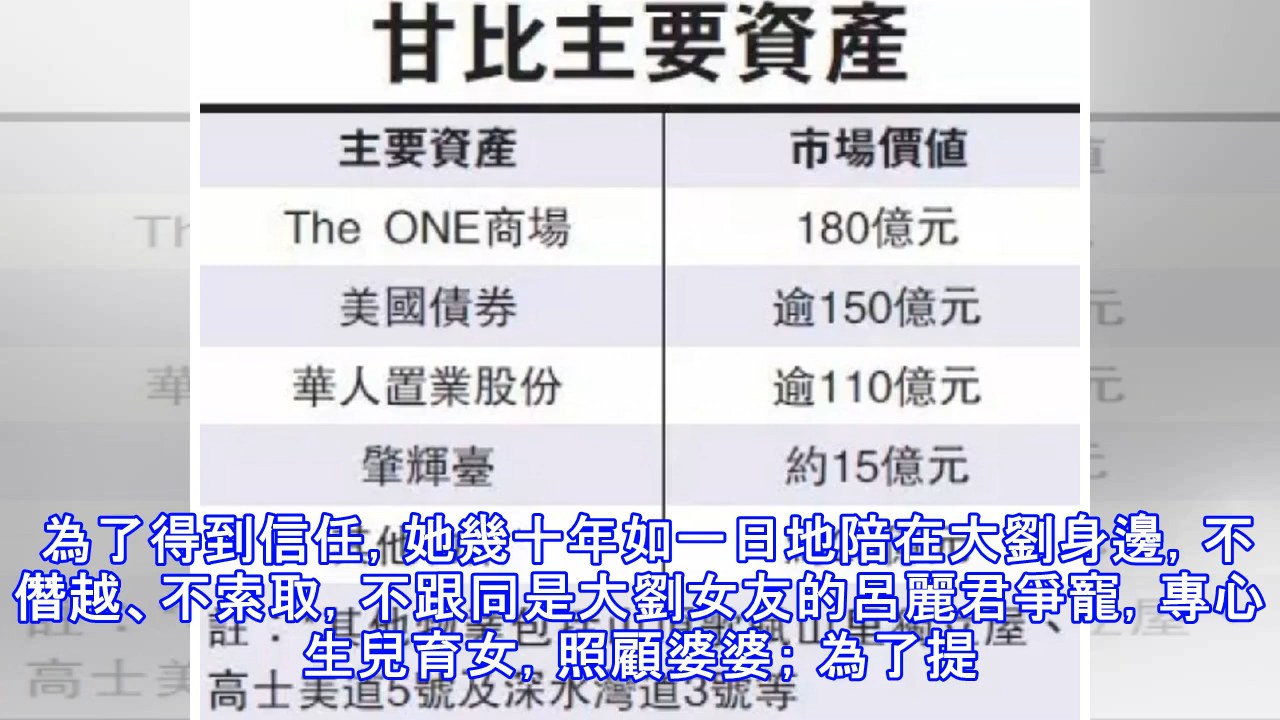 甘比主要資產
主要資產 市場價值
The ONE商場 180億元
美國債券 逾150億元
華人置業股份 逾110億元
肇輝臺 約15億元
為了得到信任, 她幾十年如一日地陪在大劉身邊, 不
僭越、不索取, 不跟同是大劉女友的呂麗君爭寵, 專心
生兒育女, 照顧婆婆; 為了提
註：*其他
高士美道5號及深水灣道3號等